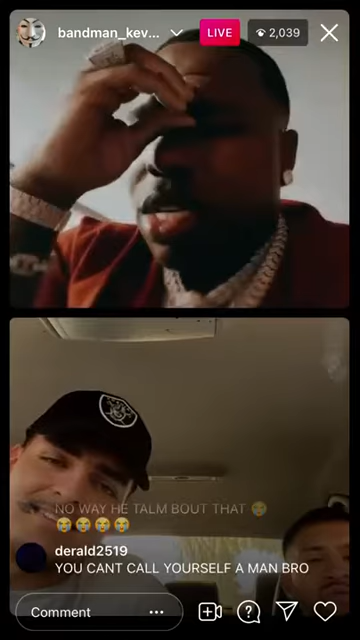 bandman_kev...
LIVE
2,039
NO WAY HE TALM BOUT THAT 😳
😭😭😭😭
derald2519
YOU CANT CALL YOURSELF A MAN BRO
Comment